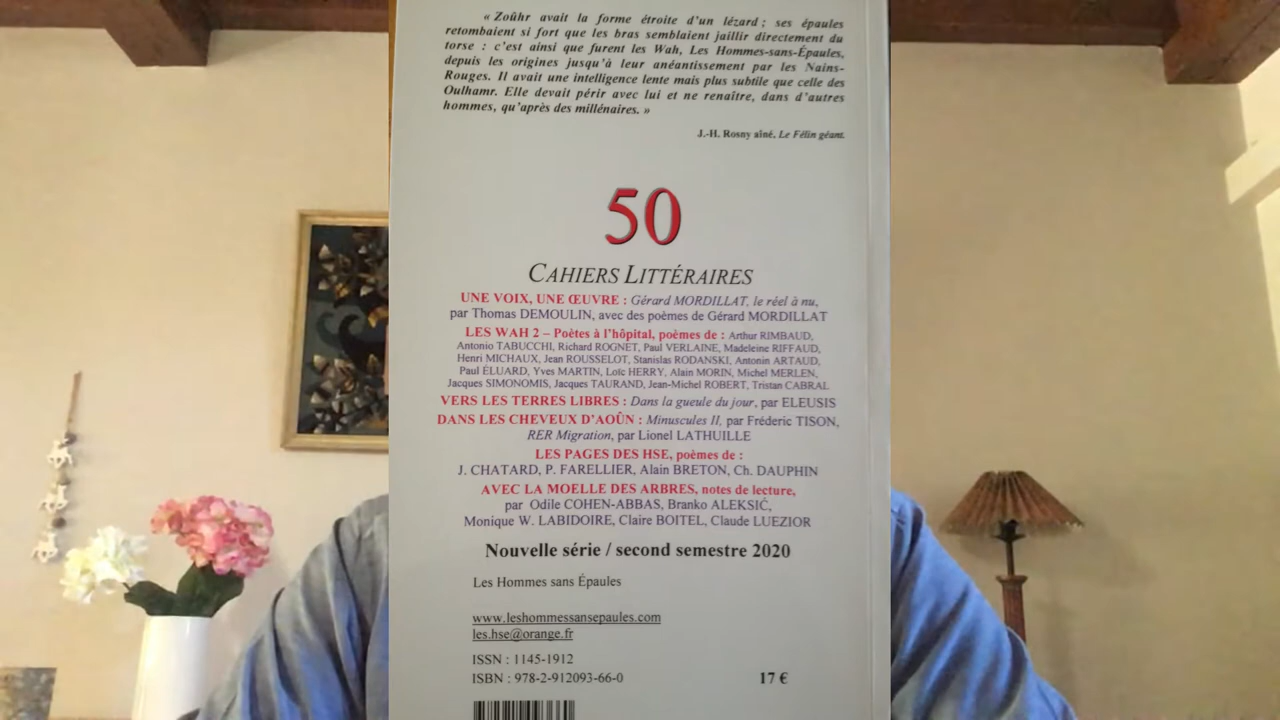 « Zoûhr avait la forme étroite d'un lézard ; ses épaules
retombaient si fort que les bras semblaient jaillir directement du
torse : c'est ainsi que furent les Wah, Les Hommes-sans-Épaules,
depuis les origines jusqu'à leur anéantissement par les Nains-
Rouges. Il avait une intelligence lente mais plus subtile que celle des
Oulhamr. Elle devait périr avec lui et ne renaître, dans d'autres
hommes, qu'après des millénaires. »
J.-H. Rosny aîné. Le Félin géant.
50
CAHIERS LITTÉRAIRES
UNE VOIX, UNE ŒUVRE : Gérard MORDILLAT, le réel à nu,
par Thomas DEMOULIN, avec des poèmes de Gérard MORDILLAT
LES WAH 2 – Poètes à l'hôpital, poèmes de : Arthur RIMBAUD,
Antonio TABUCCHI, Richard ROGNET, Paul VERLAINE, Madeleine RIFFAUD,
Henri MICHAUX, Jean ROUSSELOT, Stanislas RODANSKI, Antonin ARTAUD,
Paul ÉLUARD, Yves MARTIN, Loïc HERRY, Alain MORIN, Michel MERLEN,
Jacques SIMONOMIS, Jacques TAURAND, Jean-Michel ROBERT, Tristan CABRAL
VERS LES TERRES LIBRES : Dans la gueule du jour, par ELEUSIS
DANS LES CHEVEUX D'AOÛN : Minuscules II, par Fréderic TISON,
RER Migration, par Lionel LATHUILLE
LES PAGES DES HSE, poèmes de :
J. CHATARD, P. FARELLIER, Alain BRETON, Ch. DAUPHIN
AVEC LA MOELLE DES ARBRES, notes de lecture,
par Odile COHEN-ABBAS, Branko ALEKSIĆ,
Monique W. LABIDOIRE, Claire BOITEL, Claude LUEZIOR
Nouvelle série / second semestre 2020
Les Hommes sans Épaules
www.leshommessansepaules.com
les.hse@orange.fr
ISSN : 1145-1912
ISBN : 978-2-912093-66-0 17 €